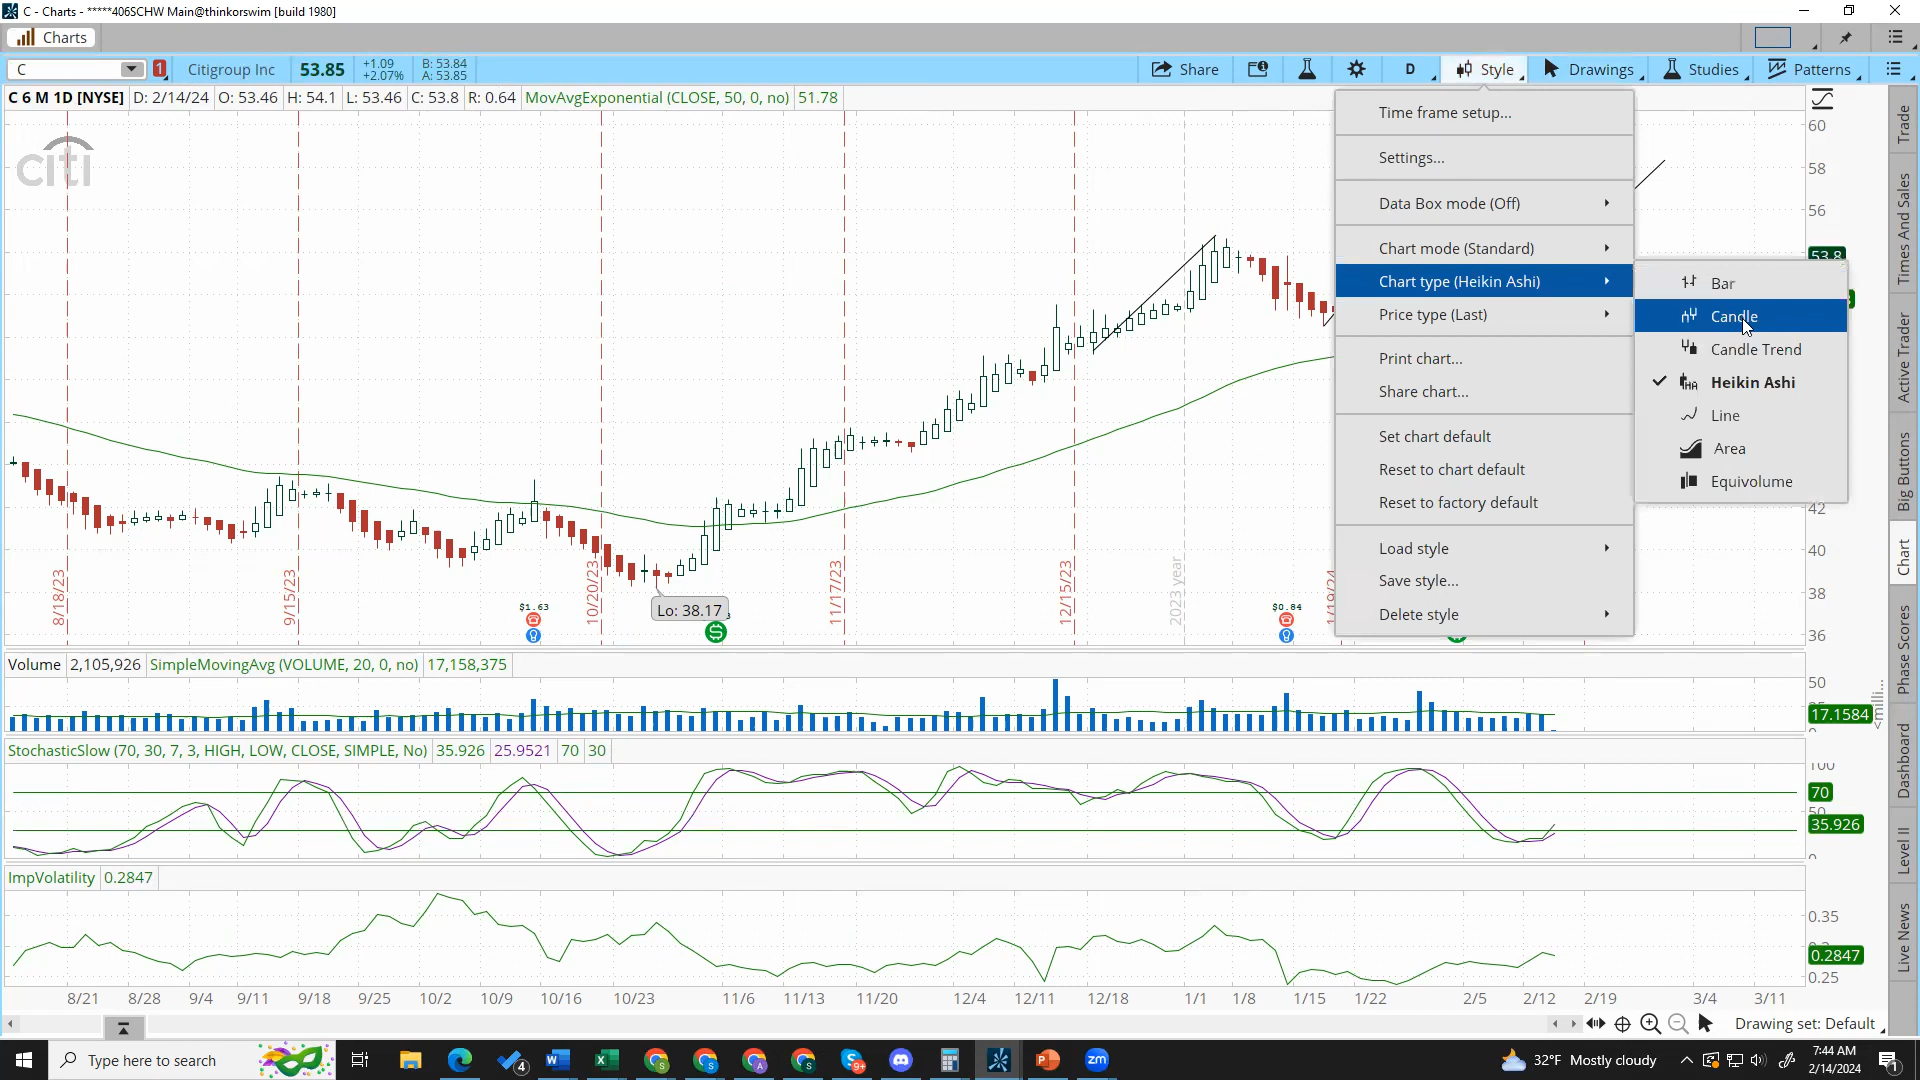 C - Charts - *****406SCHW Main@thinkorswim [build 1980]
Charts
C
1
Citigroup Inc
53.85
+1.09
+2.07%
B: 53.84
A: 53.85
Share
D
Style
Drawings
Studies
Patterns
C 6 M 1D [NYSE]
D: 2/14/24
O: 53.46
H: 54.1
L: 53.46
C: 53.8
R: 0.64
MovAvgExponential (CLOSE, 50, 0, no)
51.78
citi
Time frame setup...
Settings...
Data Box mode (Off)
Chart mode (Standard)
Chart type (Heikin Ashi)
Price type (Last)
Print chart...
Share chart...
Set chart default
Reset to chart default
Reset to factory default
Load style
Save style...
Delete style
Bar
Candle
Candle Trend
Heikin Ashi
Line
Area
Equivolume
60
58
56
53.8
42
40
38
36
8/18/23
9/15/23
10/20/23
11/17/23
12/15/23
2023 year
1/19/24
$1.63
Lo: 38.17
$0.84
Volume
2,105,926
SimpleMovingAvg (VOLUME, 20, 0, no)
17,158,375
50
17.1584
<milli...
StochasticSlow (70, 30, 7, 3, HIGH, LOW, CLOSE, SIMPLE, No)
35.926
25.9521
70
30
100
70
50
35.926
0
ImpVolatility
0.2847
0.35
0.3
0.2847
0.25
8/21
8/28
9/4
9/11
9/18
9/25
10/2
10/9
10/16
10/23
11/6
11/13
11/20
12/4
12/11
12/18
1/1
1/8
1/15
1/22
2/5
2/12
2/19
3/4
3/11
Drawing set: Default
Trade
Times And Sales
Active Trader
Big Buttons
Chart
Phase Scores
Dashboard
Level II
Live News
Type here to search
4
9+
zm
32°F Mostly cloudy
7:44 AM
2/14/2024
1